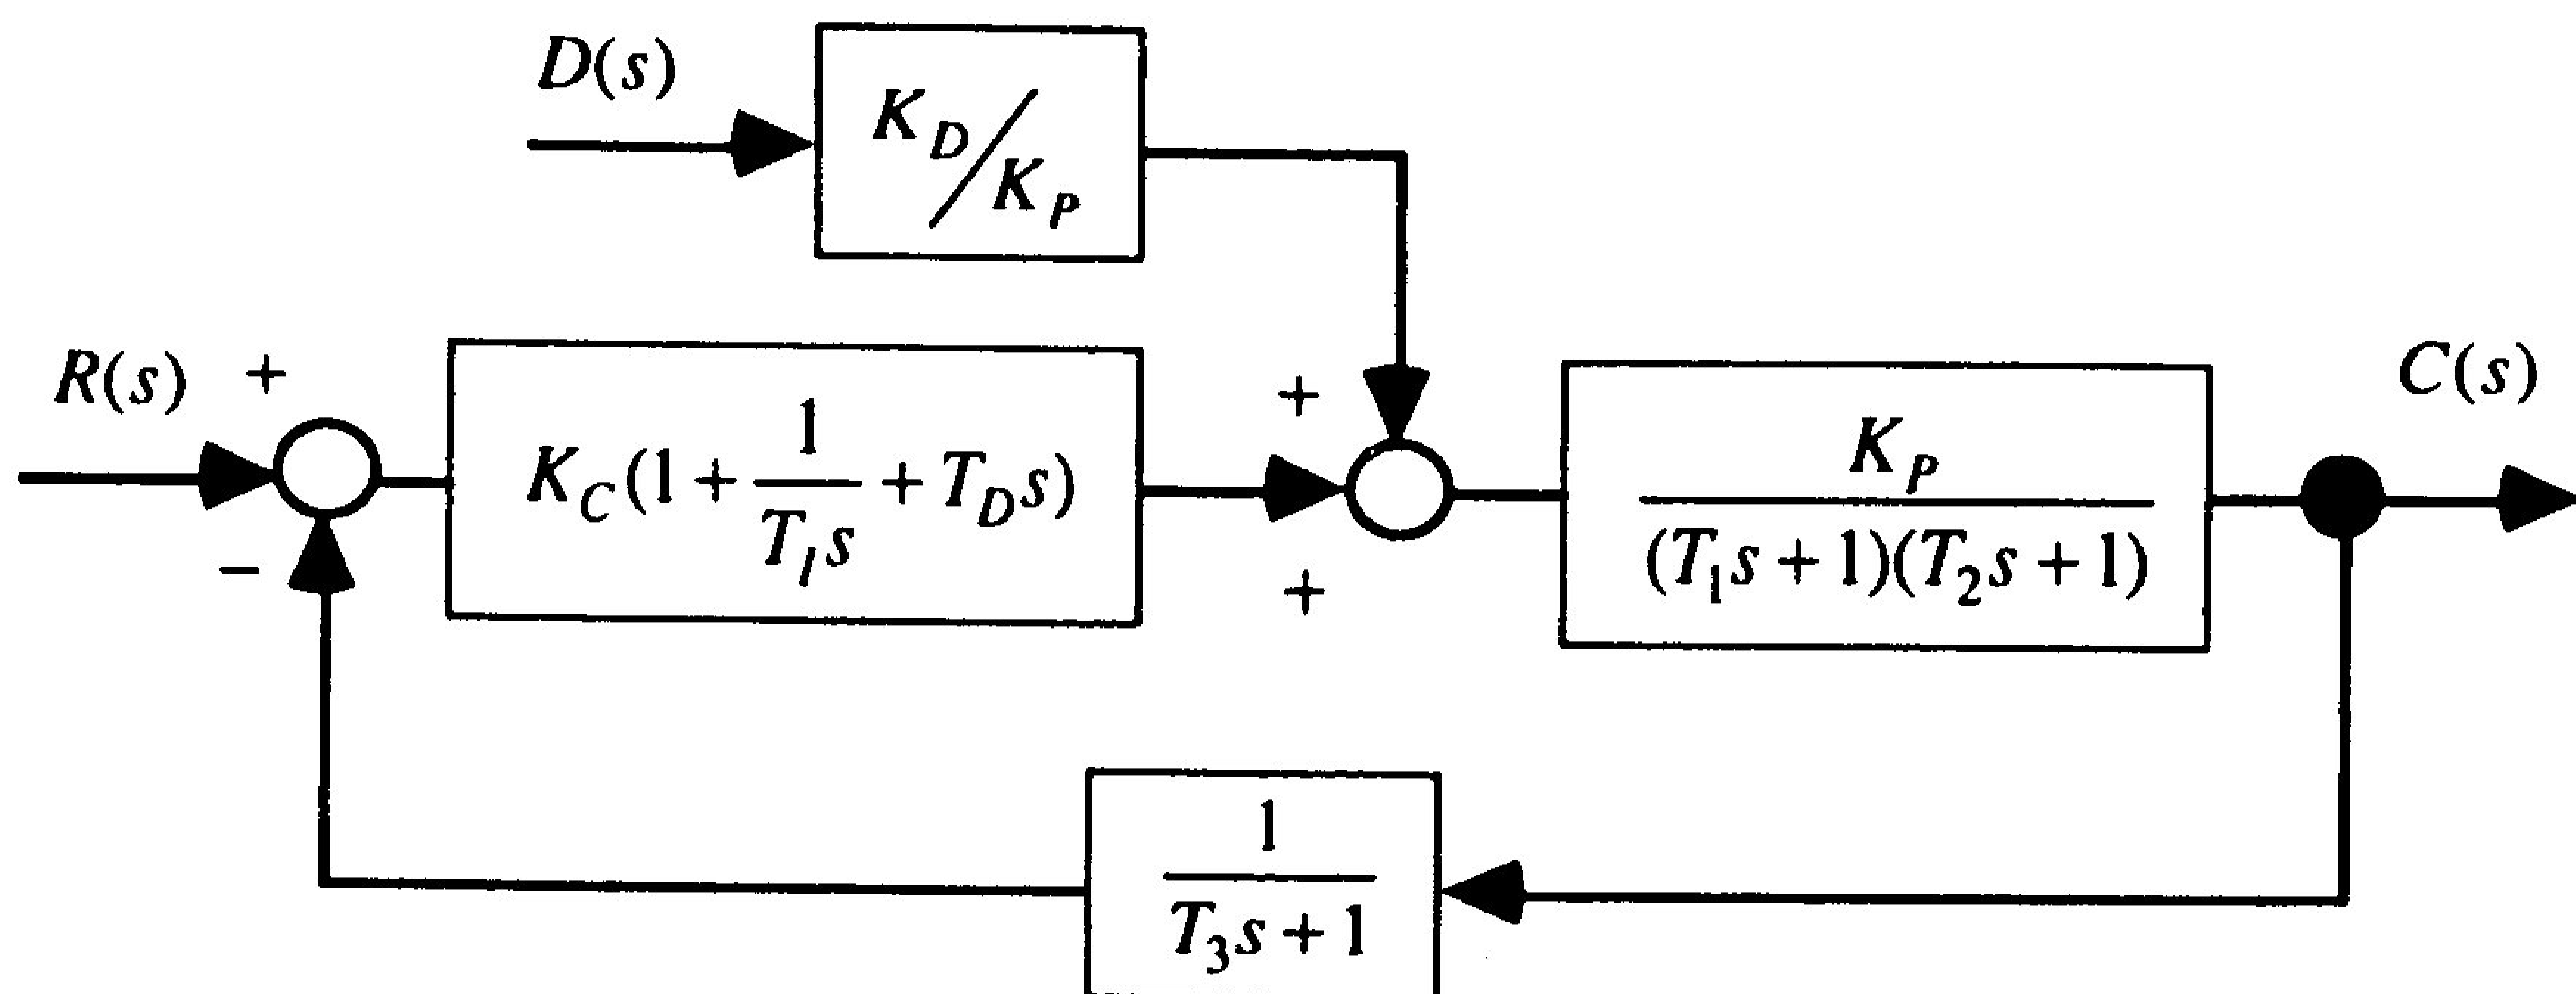 D(s)
K_D/K_P
R(s) +
K_C(1 + 1/(T_I s) + T_D s)
+
K_P/((T_1 s + 1)(T_2 s + 1))
C(s)
−
+
1/(T_3 s + 1)